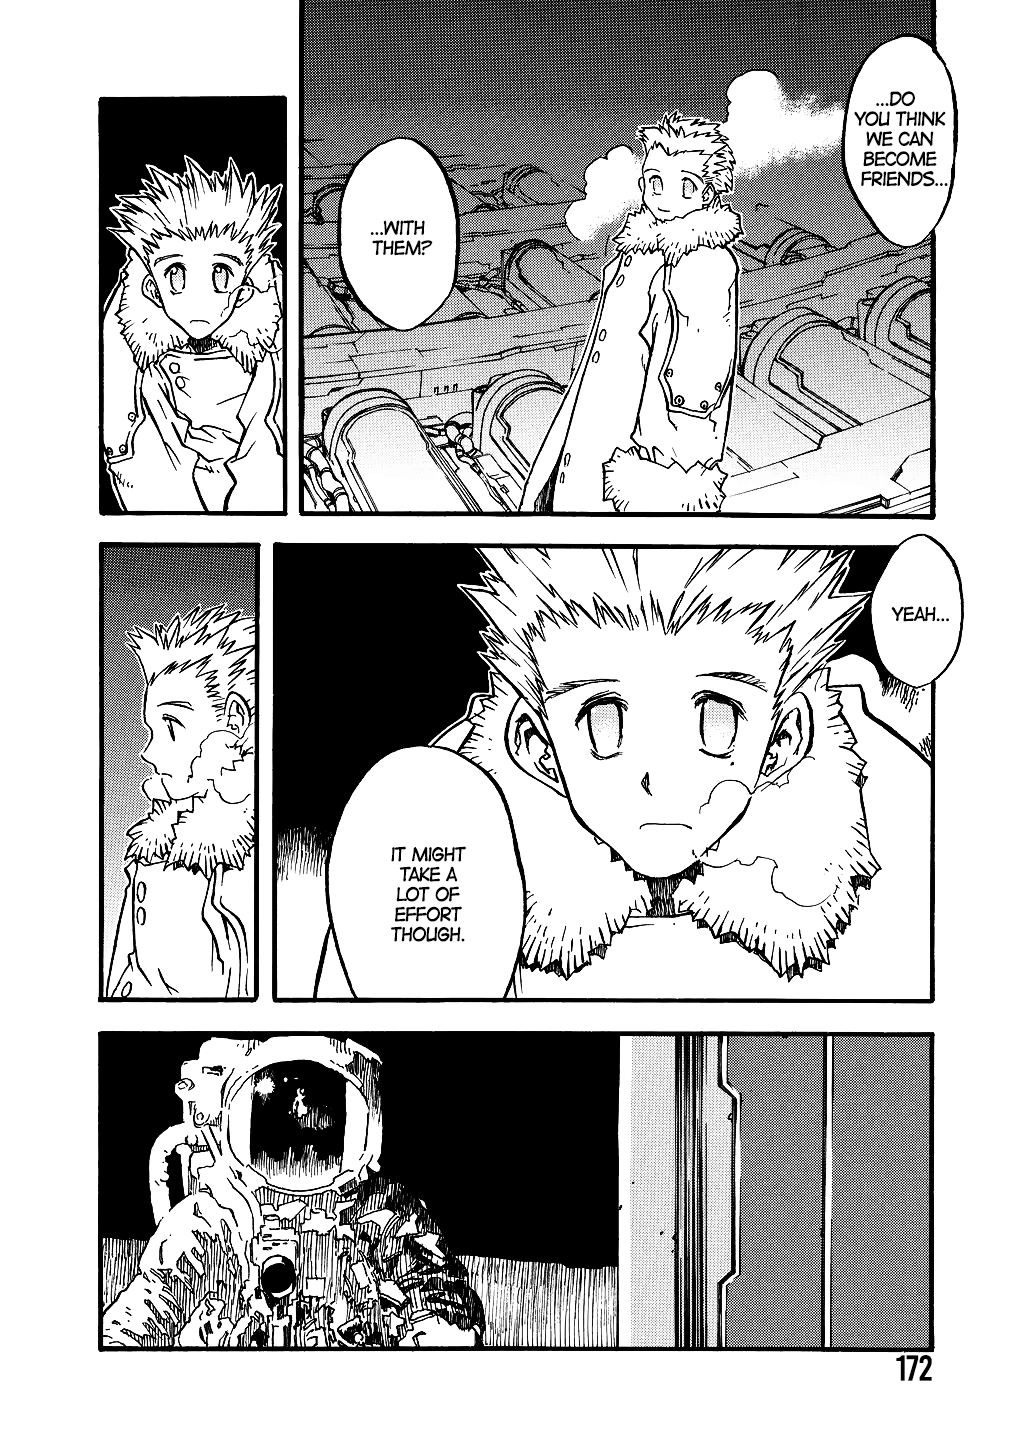 ...DO
YOU THINK
WE CAN
BECOME
FRIENDS...
...WITH
THEM?
YEAH...
IT MIGHT
TAKE A
LOT OF
EFFORT
THOUGH.
172